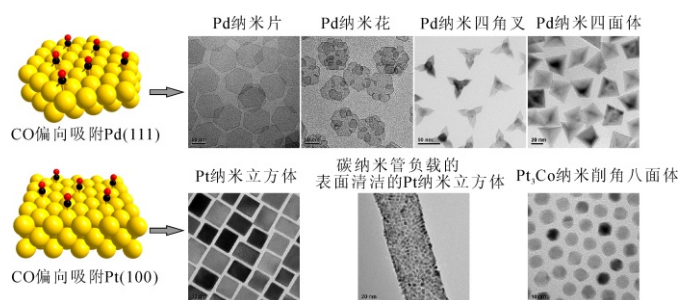 Pd纳米片
Pd纳米花
Pd纳米四角叉
Pd纳米四面体
CO偏向吸附Pd(111)
Pt纳米立方体
碳纳米管负载的
表面清洁的Pt纳米立方体
Pt₃Co纳米削角八面体
20 nm
CO偏向吸附Pt(100)